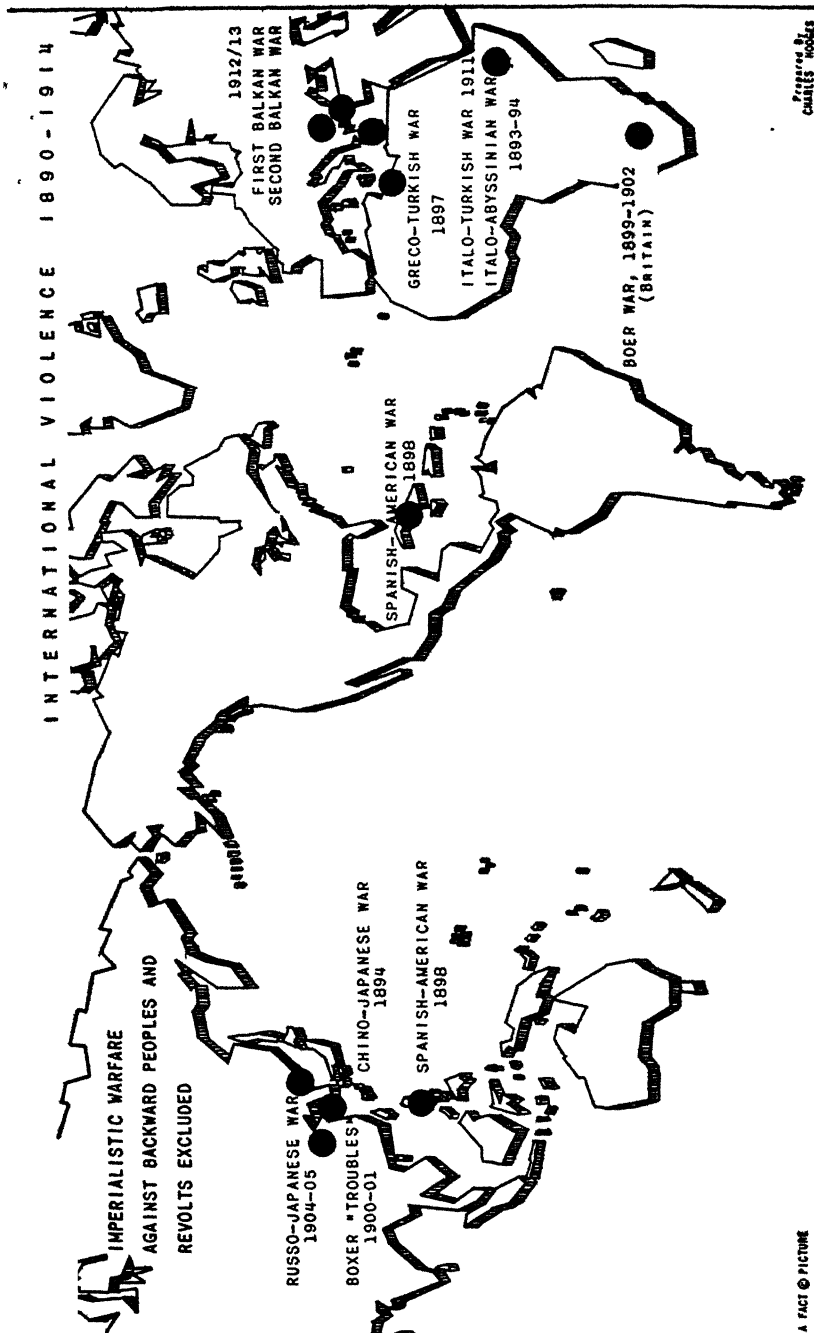 INTERNATIONAL VIOLENCE 1890-1914
IMPERIALISTIC WARFARE
AGAINST BACKWARD PEOPLES AND
REVOLTS EXCLUDED
RUSSO-JAPANESE WAR
1904-05
BOXER "TROUBLES"
1900-01
CHINO-JAPANESE WAR
1894
SPANISH-AMERICAN WAR
1898
SPANISH-AMERICAN WAR
1898
1912/13
FIRST BALKAN WAR
SECOND BALKAN WAR
GRECO-TURKISH WAR
1897
ITALO-TURKISH WAR 1911
ITALO-ABYSSINIAN WAR
1893-94
BOER WAR, 1899-1902
(BRITAIN)
A FACT © PICTURE
Prepared By
CHARLES HODGES